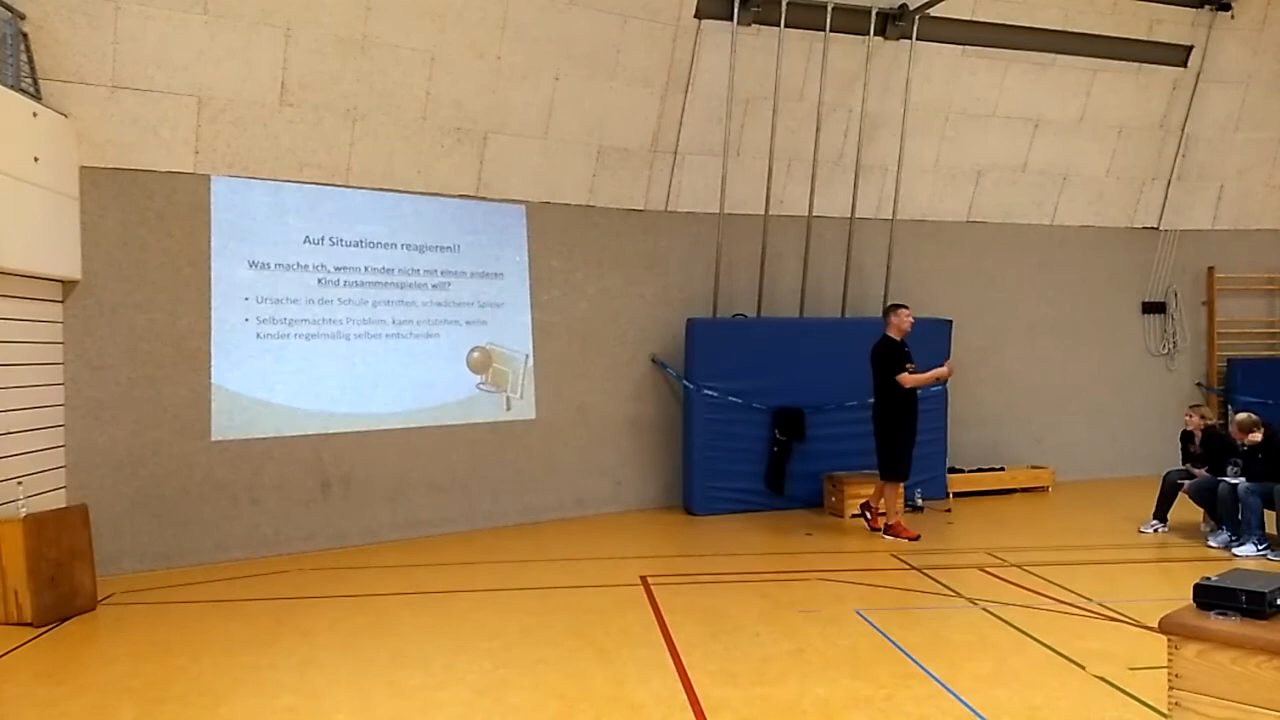 Auf Situationen reagieren!!
Was mache ich, wenn Kinder nicht mit einem anderen
Kind zusammenspielen will?
• Ursache: in der Schule gestritten, schwächerer Spieler
• Selbstgemachtes Problem, kann entstehen, wenn
Kinder regelmäßig selber entscheiden